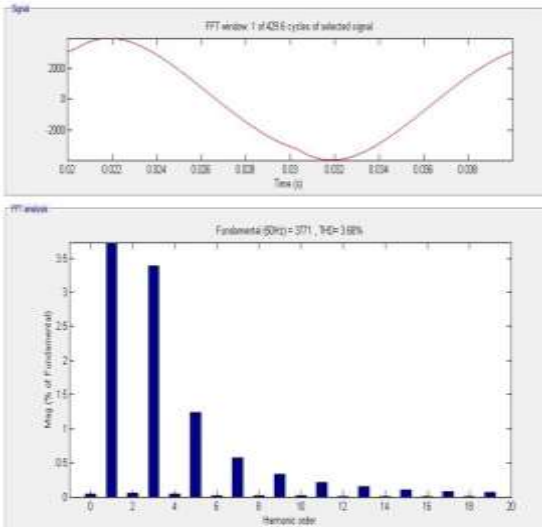 Signal
FFT window: 1 of 429.6 cycles of selected signal
2000
0
-2000
0.02 0.022 0.024 0.026 0.028 0.03 0.032 0.034 0.036 0.038
Time (s)
FFT analysis
Fundamental (50Hz) = 3771 , THD= 3.68%
3.5
3
2.5
2
1.5
1
0.5
0
Mag (% of Fundamental)
0 2 4 6 8 10 12 14 16 18 20
Harmonic order